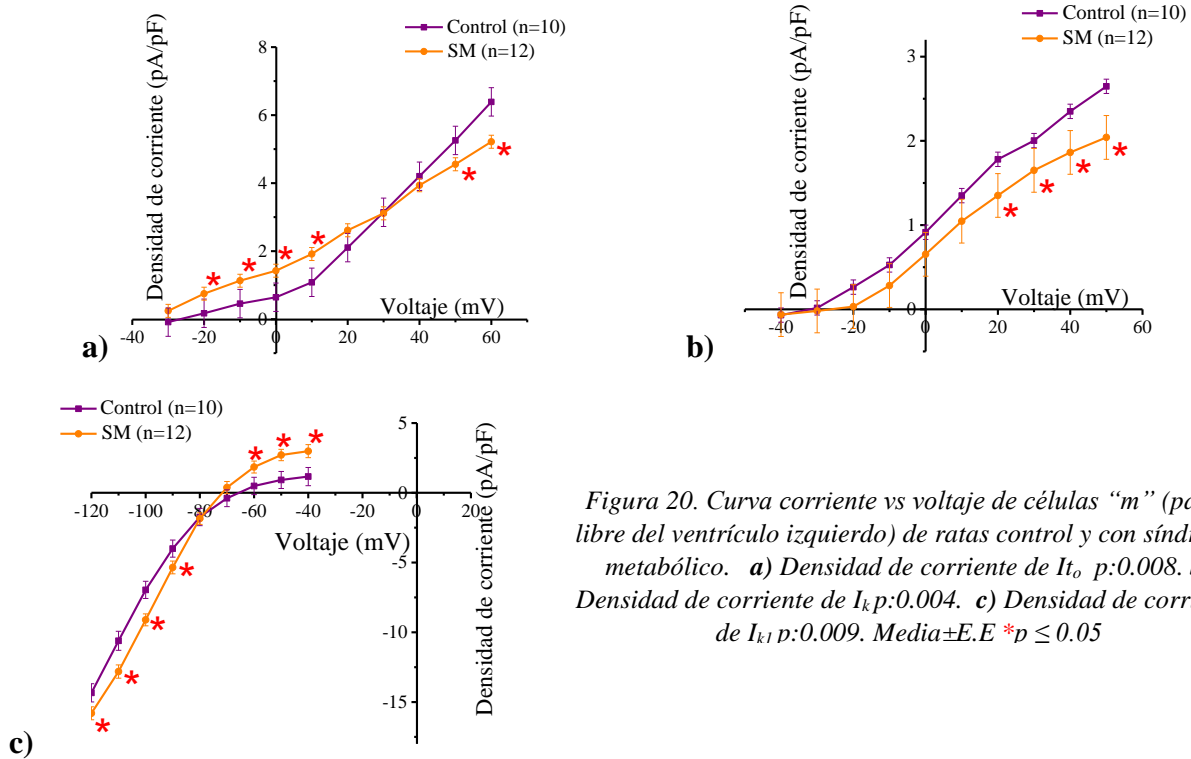 Control (n=10)
SM (n=12)
Densidad de corriente (pA/pF)
8
6
4
2
0
Voltaje (mV)
-40 -20 0 20 40 60
* * * * * *
a)
Control (n=10)
SM (n=12)
Densidad de corriente (pA/pF)
3
2
1
0
Voltaje (mV)
-40 -20 0 20 40 60
* * * *
b)
Control (n=10)
SM (n=12)
5
-5
-10
-15
-120 -100 -80 -60 -40 -20 0 20
Voltaje (mV)
Densidad de corriente (pA/pF)
* * * * * * *
c)
Figura 20. Curva corriente vs voltaje de células “m”
libre del ventrículo izquierdo) de ratas control y con
metabólico. a) Densidad de corriente de Ito p:0.008.
Densidad de corriente de Ik p:0.004. c) Densidad de
de Ik1 p:0.009. Media±E.E *p ≤ 0.05